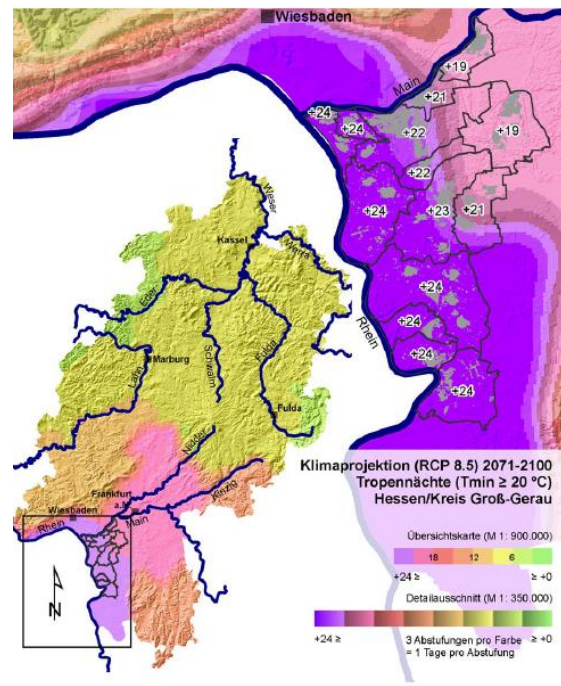 Wiesbaden
Main
+19
+21
+24
+24
+22
+19
+22
+24
+23
+21
Weser
Kassel
Werra
Eder
+24
Rhein
+24
Fulda
Schwalm
Marburg
Lahn
+24
+24
Fulda
Nidder
Kinzig
Frankfurt
a.M.
Wiesbaden
Main
Rhein
N
Klimaprojektion (RCP 8.5) 2071-2100
Tropennächte (Tmin ≥ 20 °C)
Hessen/Kreis Groß-Gerau
Übersichtskarte (M 1: 900.000)
18 12 6
+24 ≥ ≥ +0
Detailausschnitt (M 1: 350.000)
+24 ≥ 3 Abstufungen pro Farbe ≥ +0
= 1 Tage pro Abstufung